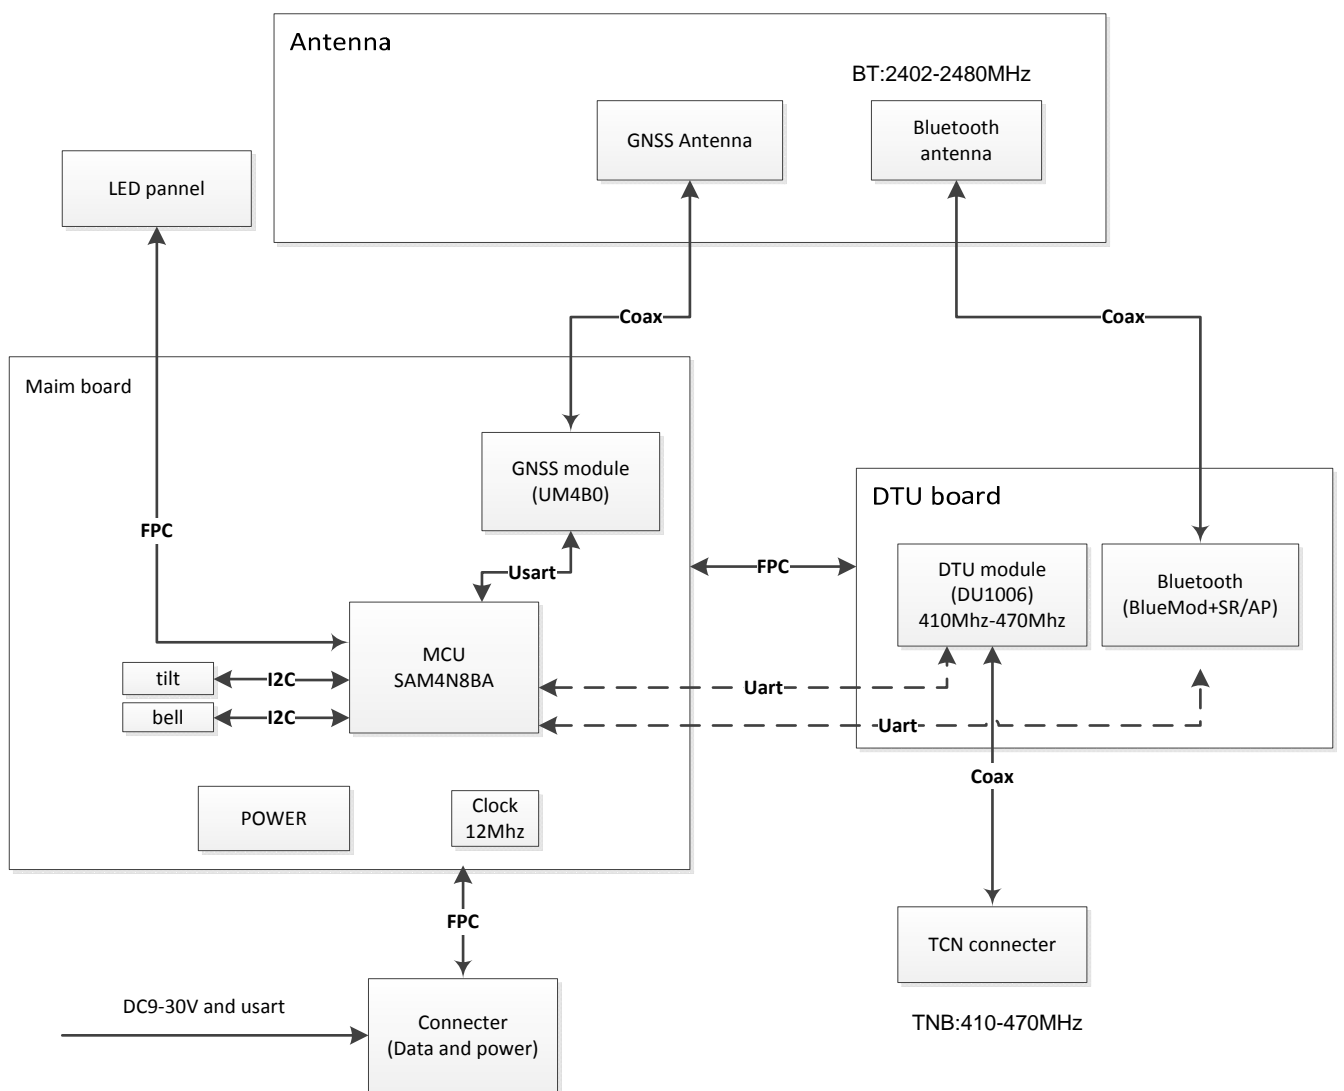 Antenna
BT:2402-2480MHz
GNSS Antenna
Bluetooth
antenna
LED pannel
Coax
Coax
Maim board
GNSS module
(UM4B0)
DTU board
FPC
Usart
FPC
DTU module
(DU1006)
410Mhz-470Mhz
Bluetooth
(BlueMod+SR/AP)
MCU
SAM4N8BA
tilt
I2C
Uart
bell
I2C
Uart
Coax
POWER
Clock
12Mhz
FPC
TCN connecter
DC9-30V and usart
Connecter
(Data and power)
TNB:410-470MHz